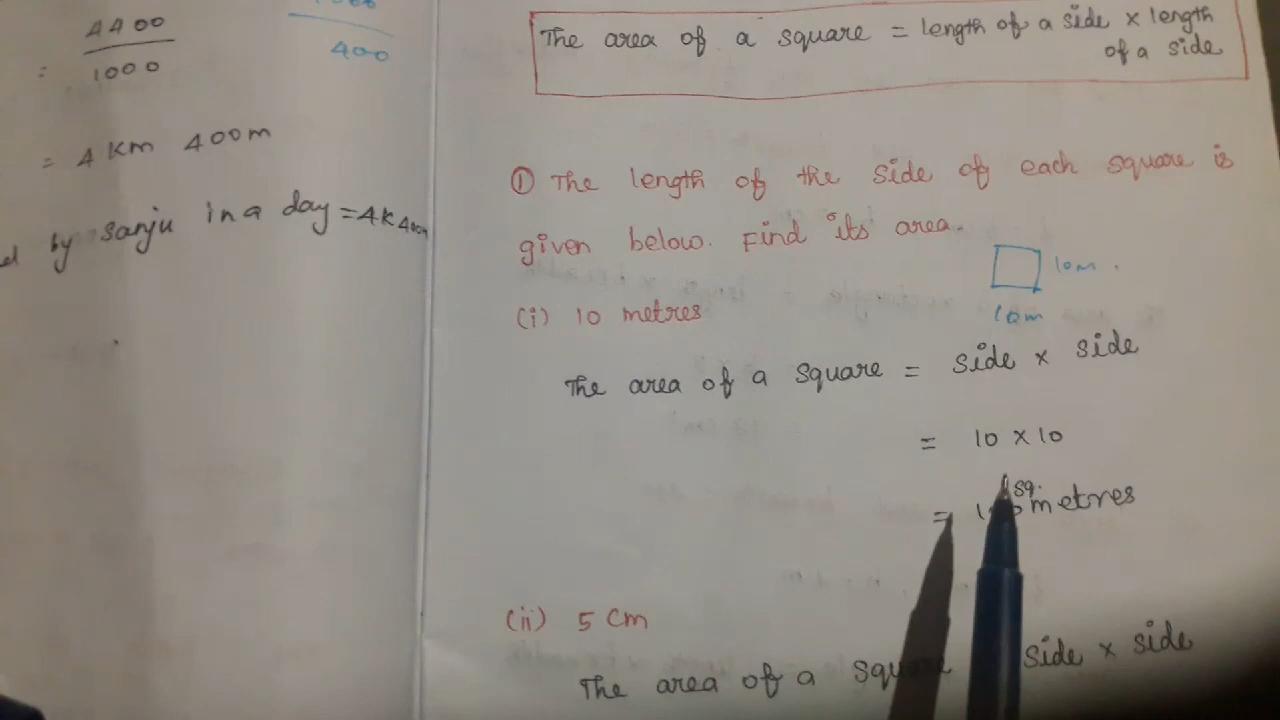 4400
1000
=
400
= 4 Km 400m
by sanju in a day = 4K 400m
The area of a square = length of a side × length
of a side
① The length of the side of each square is
given below. Find its area.
10m
10m
(i) 10 metres
The area of a square = side × side
= 10 × 10
= sq. metres
(ii) 5 Cm
The area of a square side × side